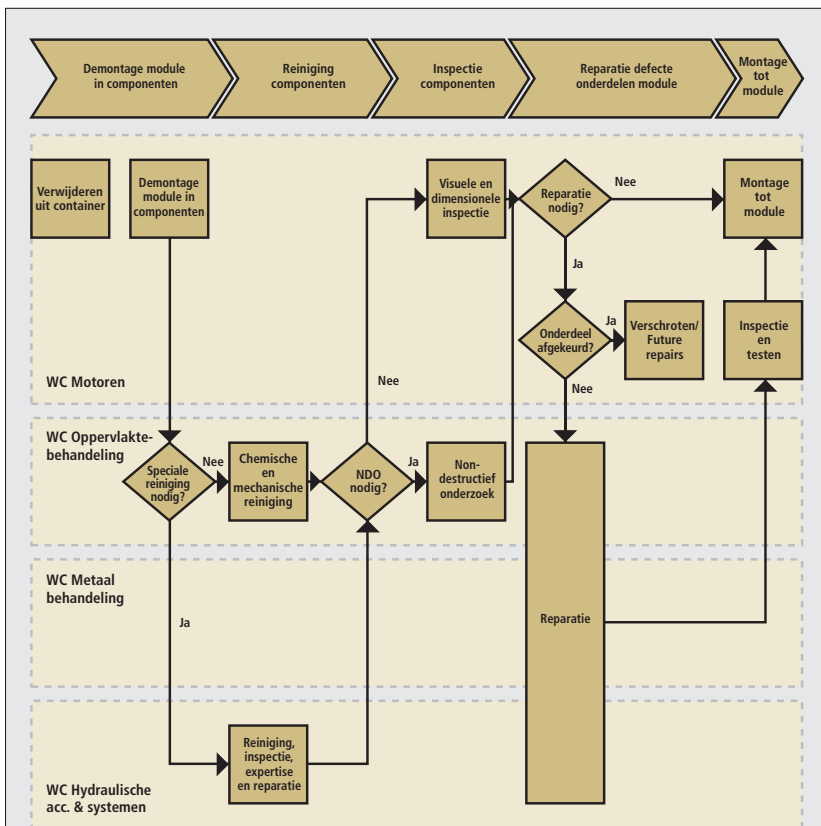 Demontage module
in componenten
Reiniging
componenten
Inspectie
componenten
Reparatie defecte
onderdelen module
Montage
tot
module
Verwijderen
uit container
Demontage
module in
componenten
Visuele en
dimensionele
inspectie
Reparatie
nodig?
Nee
Montage
tot
module
Ja
Onderdeel
afgekeurd?
Ja
Verschroten/
Future
repairs
Inspectie
en
testen
WC Motoren
Nee
Nee
WC Oppervlakte-
behandeling
Speciale
reiniging
nodig?
Nee
Chemische
en
mechanische
reiniging
NDO
nodig?
Ja
Non-
destructief
onderzoek
WC Metaal
behandeling
Ja
Reparatie
Reiniging,
inspectie,
expertise
en reparatie
WC Hydraulische
acc. & systemen